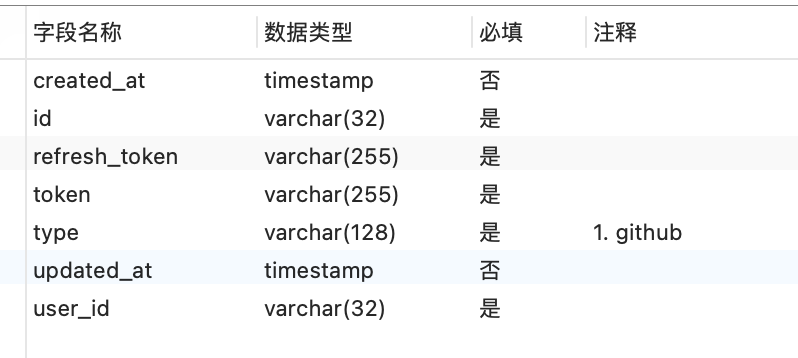 字段名称 数据类型 必填 注释
created_at timestamp 否
id varchar(32) 是
refresh_token varchar(255) 是
token varchar(255) 是
type varchar(128) 是 1. github
updated_at timestamp 否
user_id varchar(32) 是